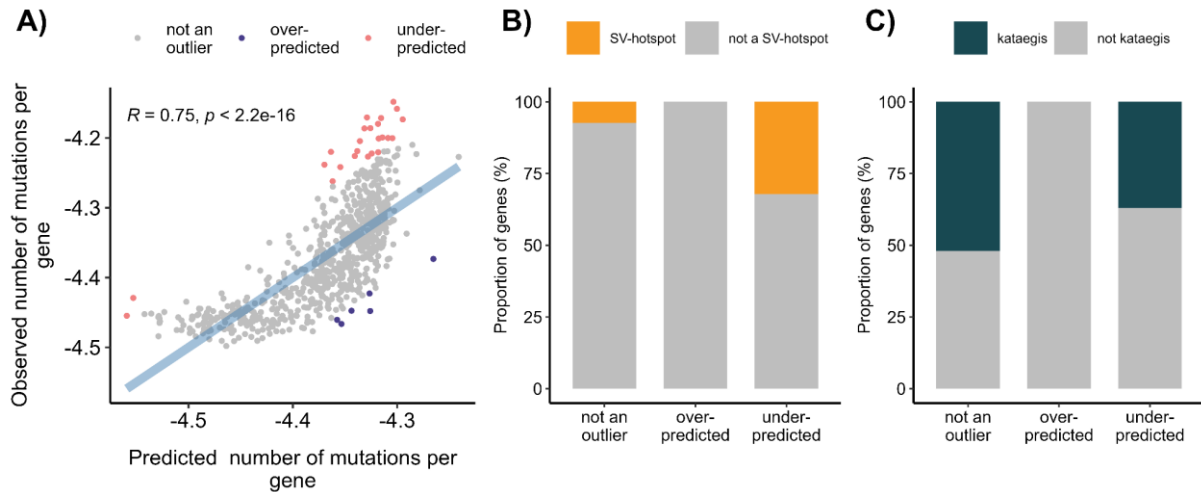 A)
not an
outlier
over-
predicted
under-
predicted
R = 0.75, p < 2.2e-16
Observed number of mutations per
gene
-4.2
-4.3
-4.4
-4.5
-4.5
-4.4
-4.3
Predicted number of mutations per
gene
B)
SV-hotspot
not a SV-hotspot
Proportion of genes (%)
100
75
50
25
0
not an
outlier
over-
predicted
under-
predicted
C)
kataegis
not kataegis
Proportion of genes (%)
100
75
50
25
0
not an
outlier
over-
predicted
under-
predicted